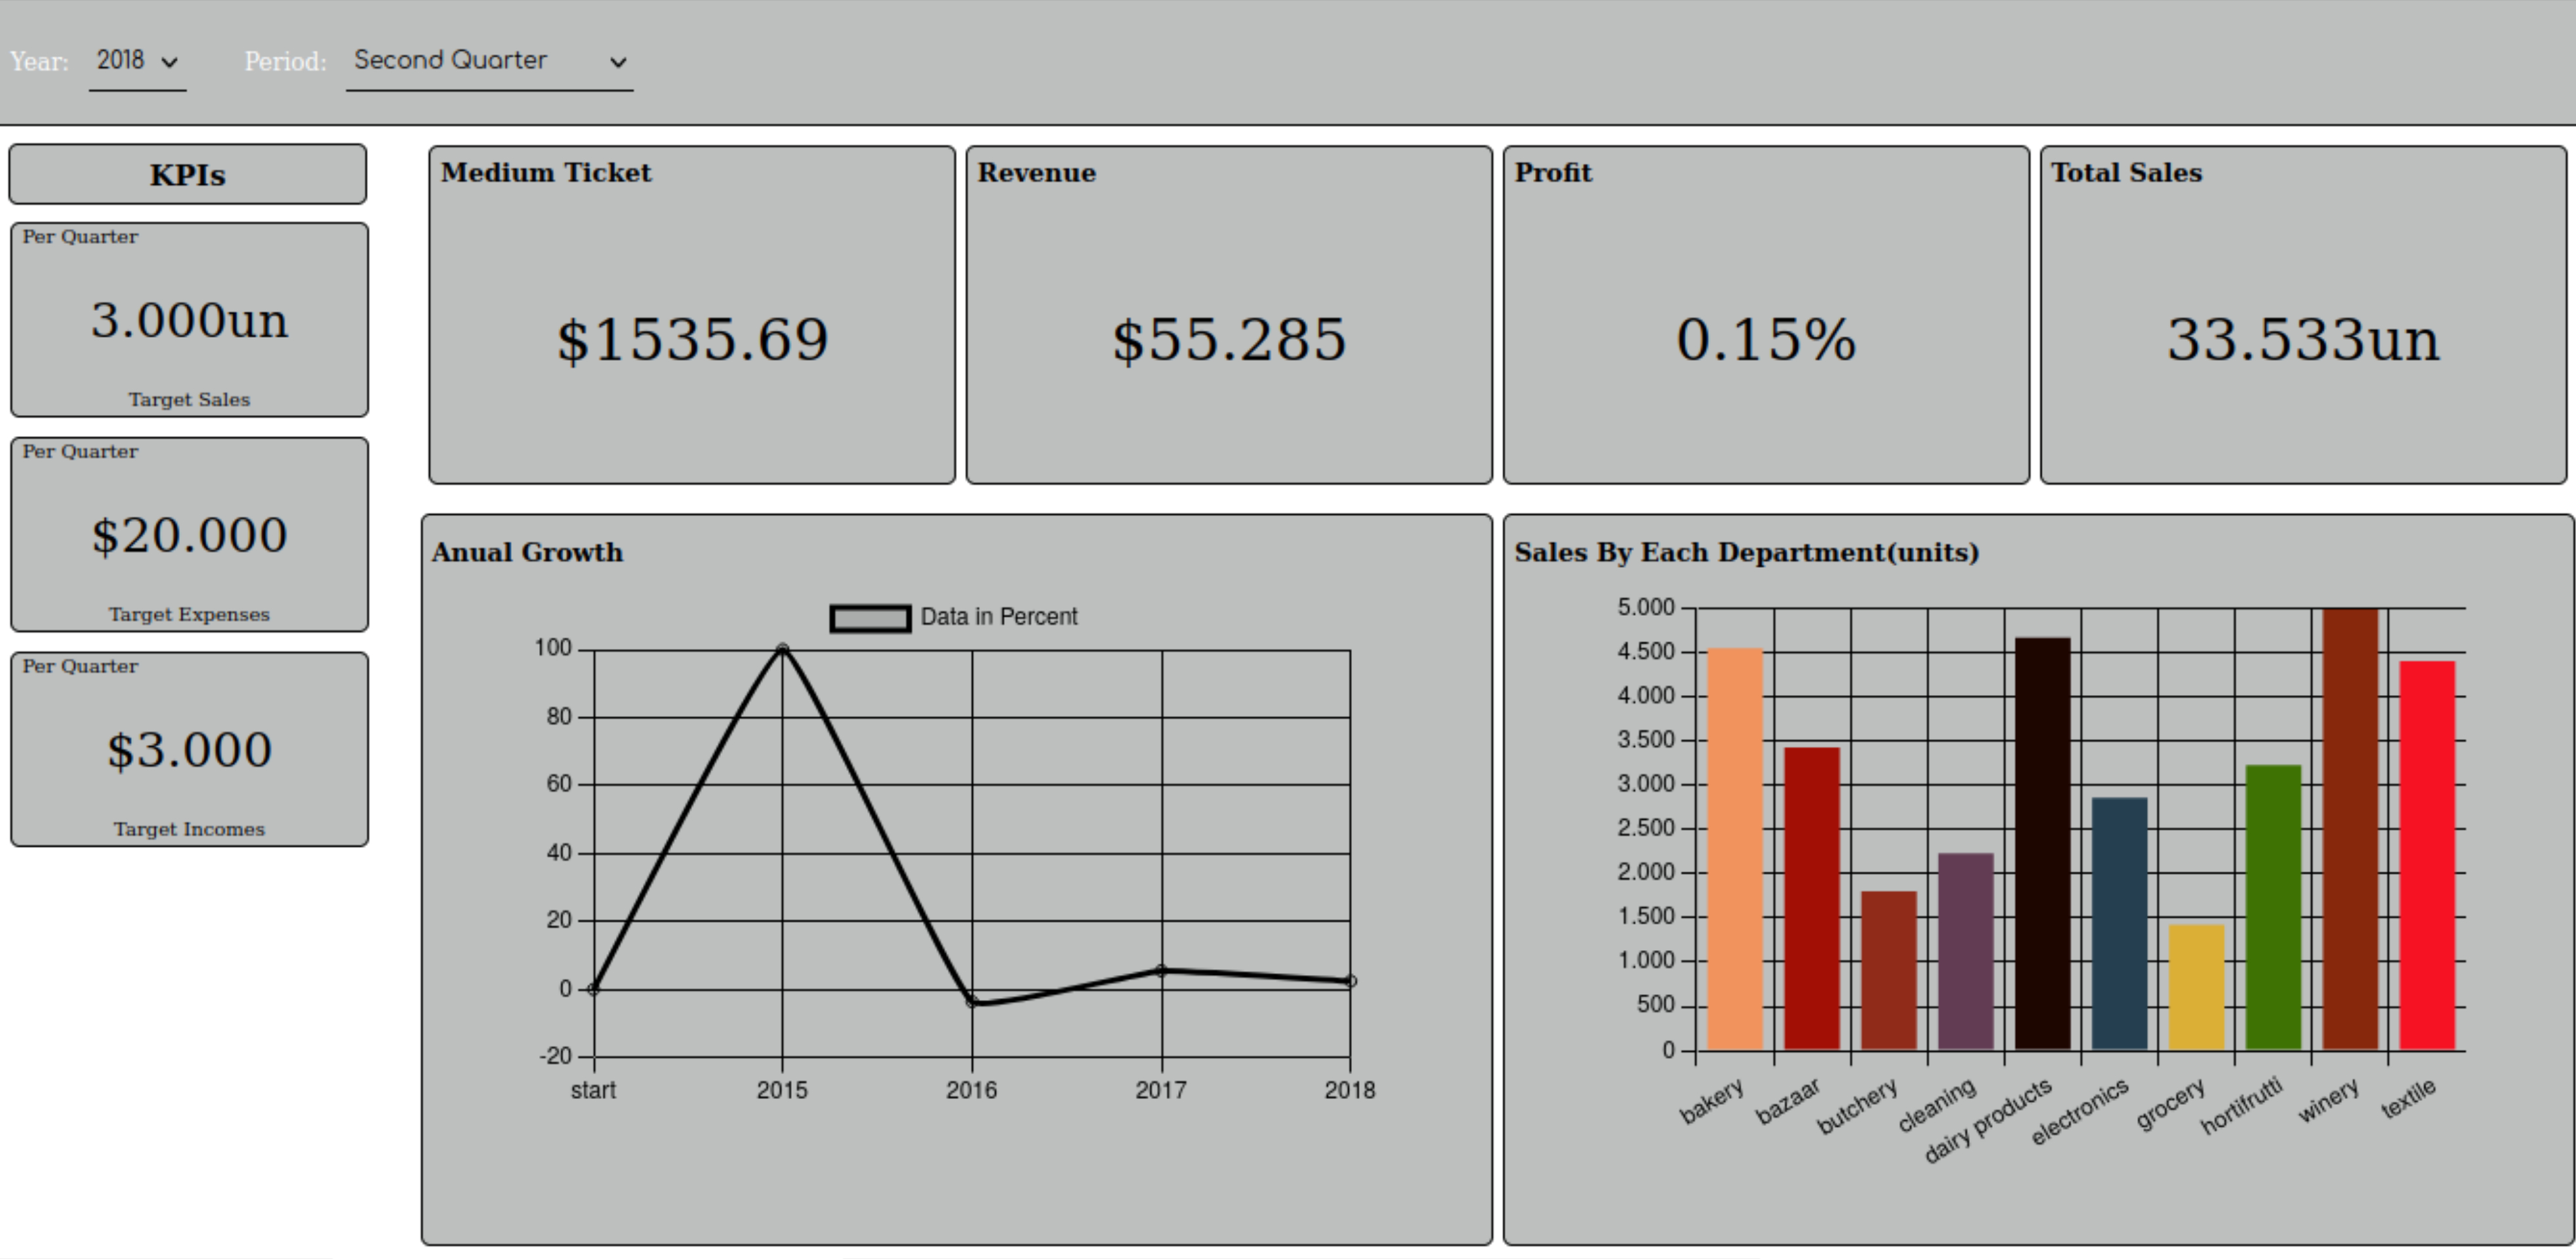 Year: 2018 Period: Second Quarter
KPIs
Per Quarter
3.000un
Target Sales
Per Quarter
$20.000
Target Expenses
Per Quarter
$3.000
Target Incomes
Medium Ticket
$1535.69
Revenue
$55.285
Profit
0.15%
Total Sales
33.533un
Anual Growth
Data in Percent
100
80
60
40
20
0
-20
start 2015 2016 2017 2018
Sales By Each Department(units)
5.000
4.500
4.000
3.500
3.000
2.500
2.000
1.500
1.000
500
0
bakery bazaar butchery cleaning dairy products electronics grocery hortifrutti winery textile